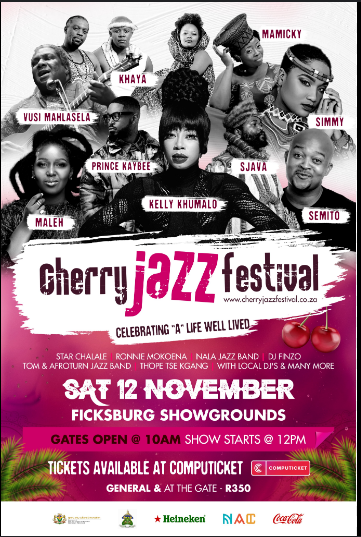 MAMICKY
KHAYA
VUSI MAHLASELA
SIMMY
PRINCE KAYBEE
SJAVA
KELLY KHUMALO
MALEH
SEMITO
Cherry jazz festival
www.cherryjazzfestival.co.za
CELEBRATING "A" LIFE WELL LIVED
STAR CHALALE | RONNIE MOKOENA | NALA JAZZ BAND | DJ FINZO
TOM & AFROTURN JAZZ BAND | THOPE TSE KGANG | WITH LOCAL DJ'S & MANY MORE
SAT 12 NOVEMBER
FICKSBURG SHOWGROUNDS
GATES OPEN @ 10AM SHOW STARTS @ 12PM
TICKETS AVAILABLE AT COMPUTICKET COMPUTICKET
GENERAL & AT THE GATE - R350
Heineken NAC Coca-Cola